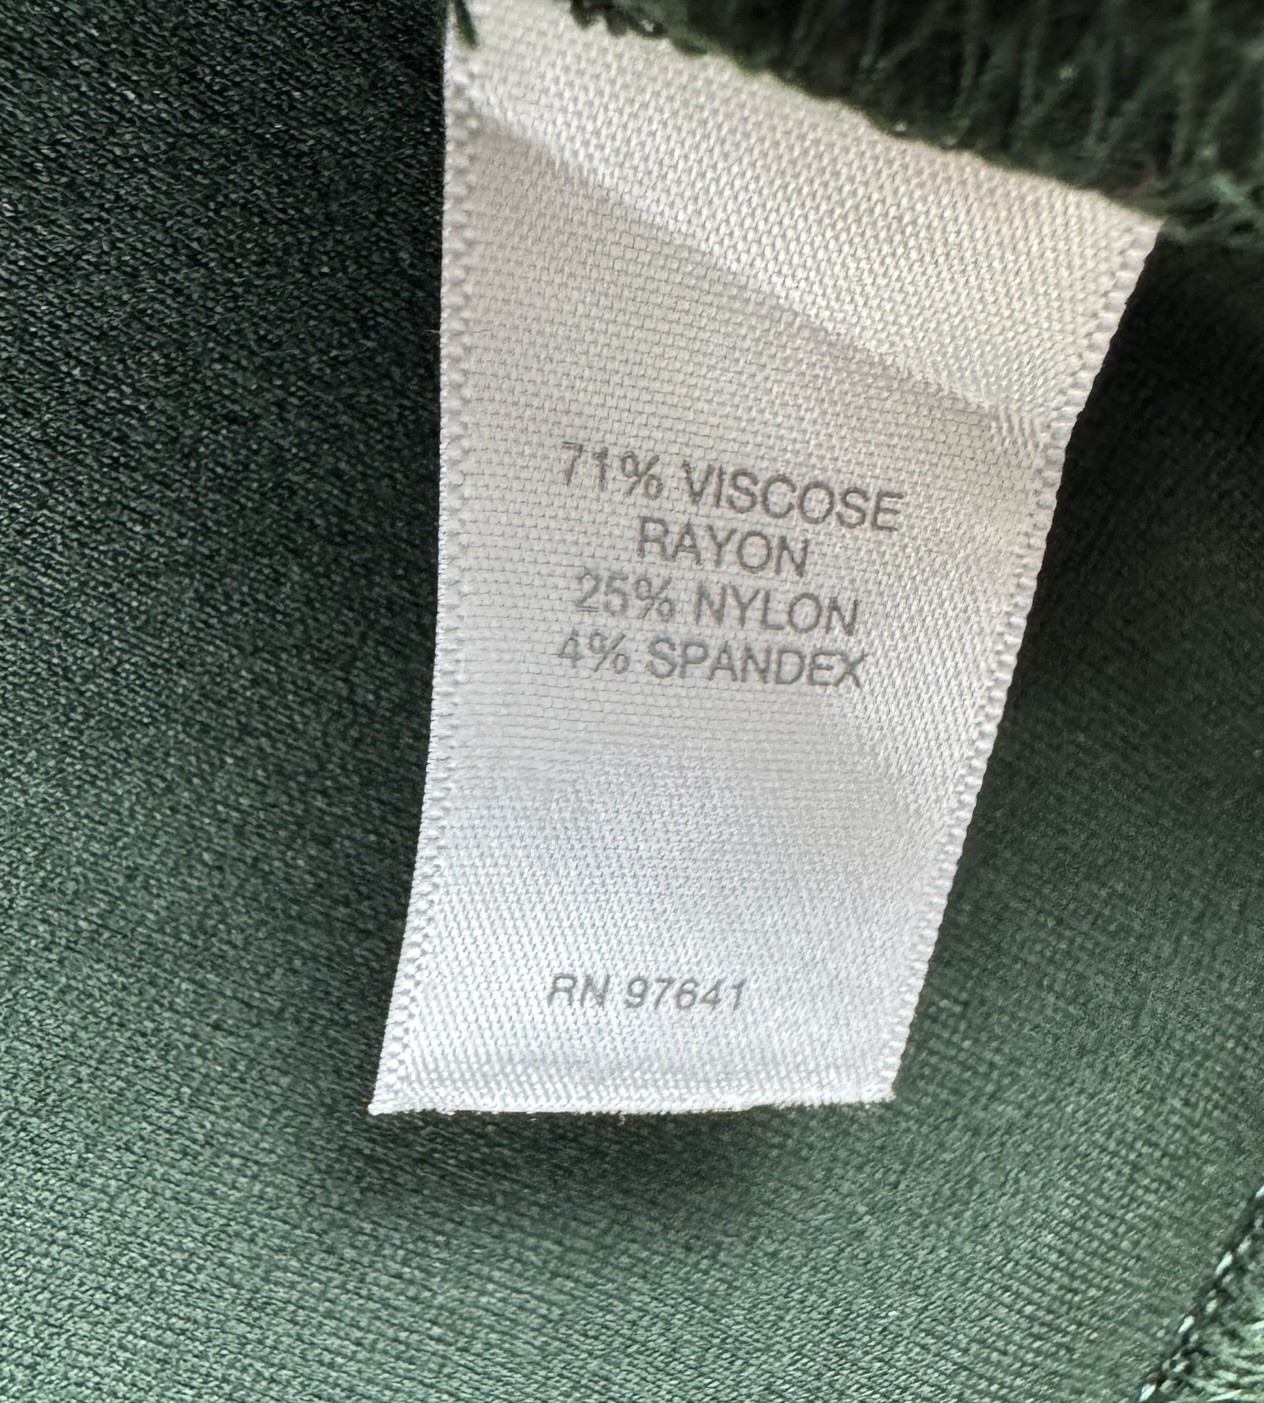 71% VISCOSE
RAYON
25% NYLON
4% SPANDEX
RN 97641